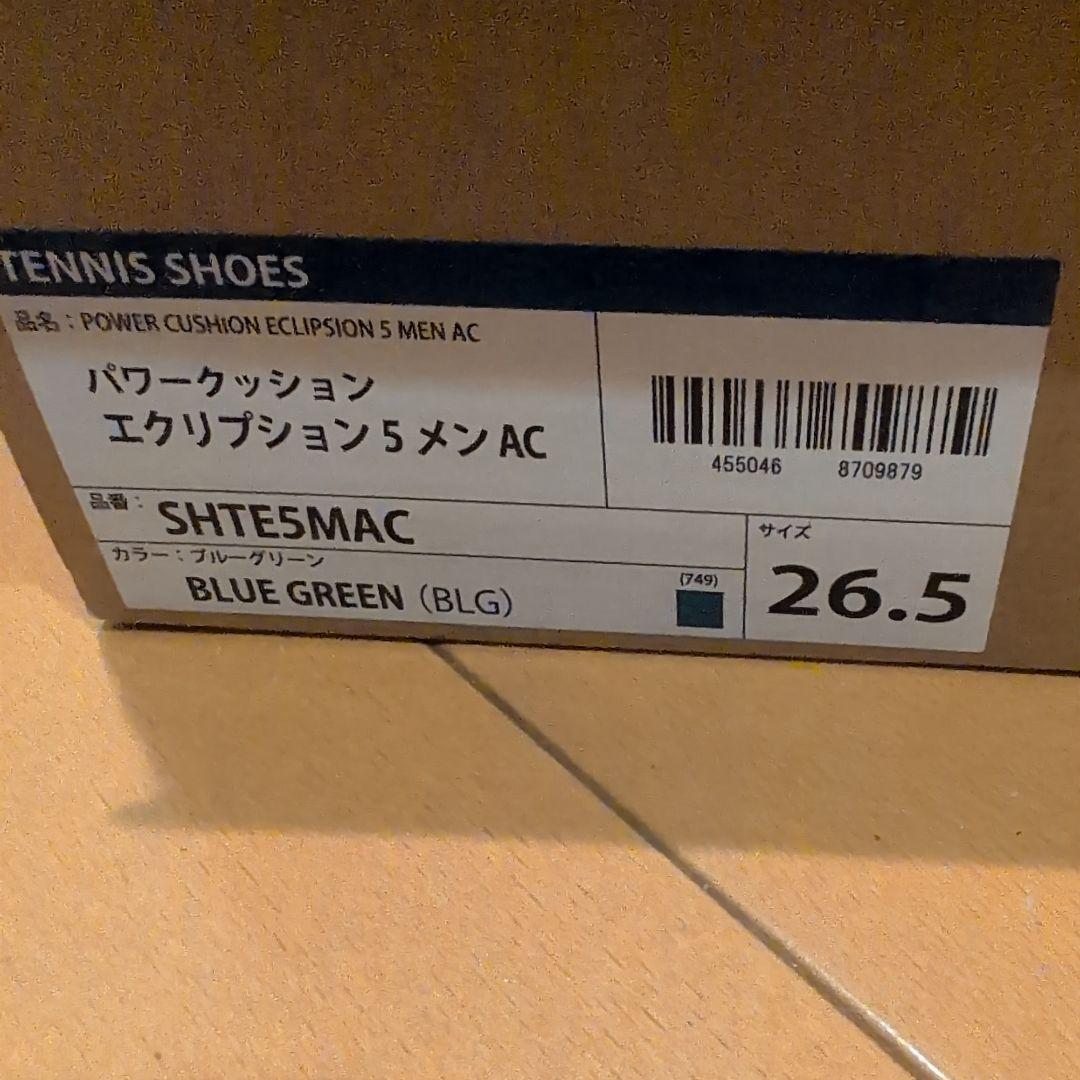 TENNIS SHOES
品名：POWER CUSHION ECLIPSION 5 MEN AC
パワークッション
エクリプション 5 メン AC
455046 8709879
品番：
SHTE5MAC
カラー：ブルーグリーン
BLUE GREEN（BLG）
(749)
サイズ
26.5